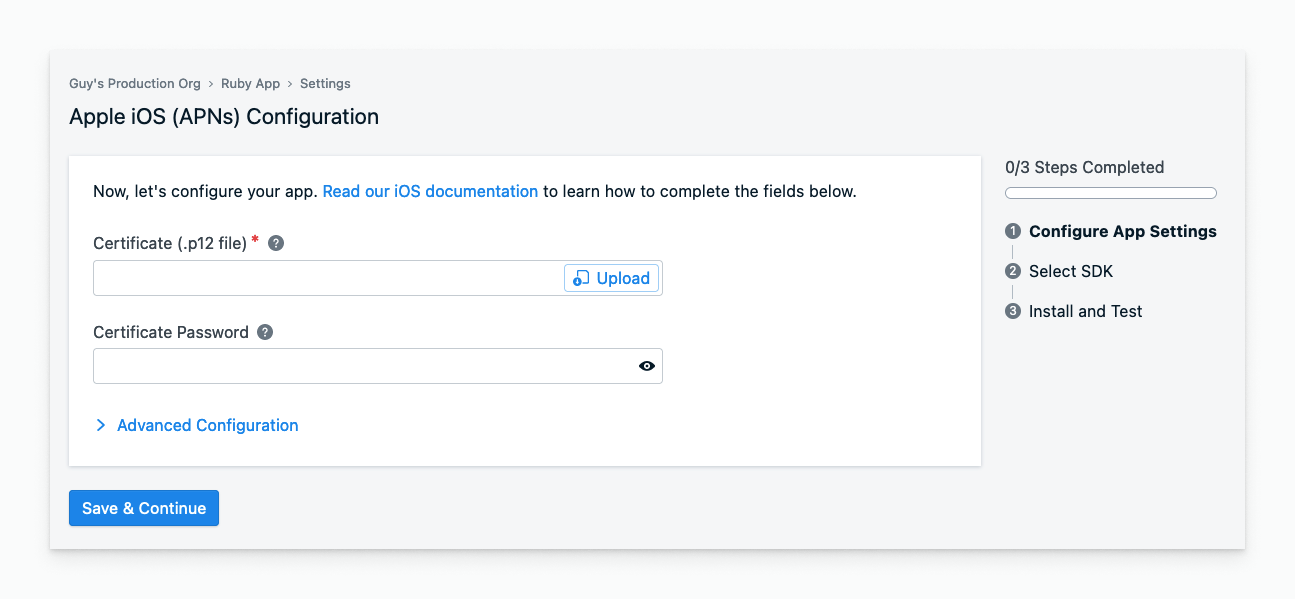 Guy's Production Org › Ruby App › Settings
Apple iOS (APNs) Configuration
Now, let's configure your app. Read our iOS documentation to learn how to complete the fields below.
Certificate (.p12 file) * ?
Upload
Certificate Password ?
Advanced Configuration
Save & Continue
0/3 Steps Completed
1 Configure App Settings
2 Select SDK
3 Install and Test